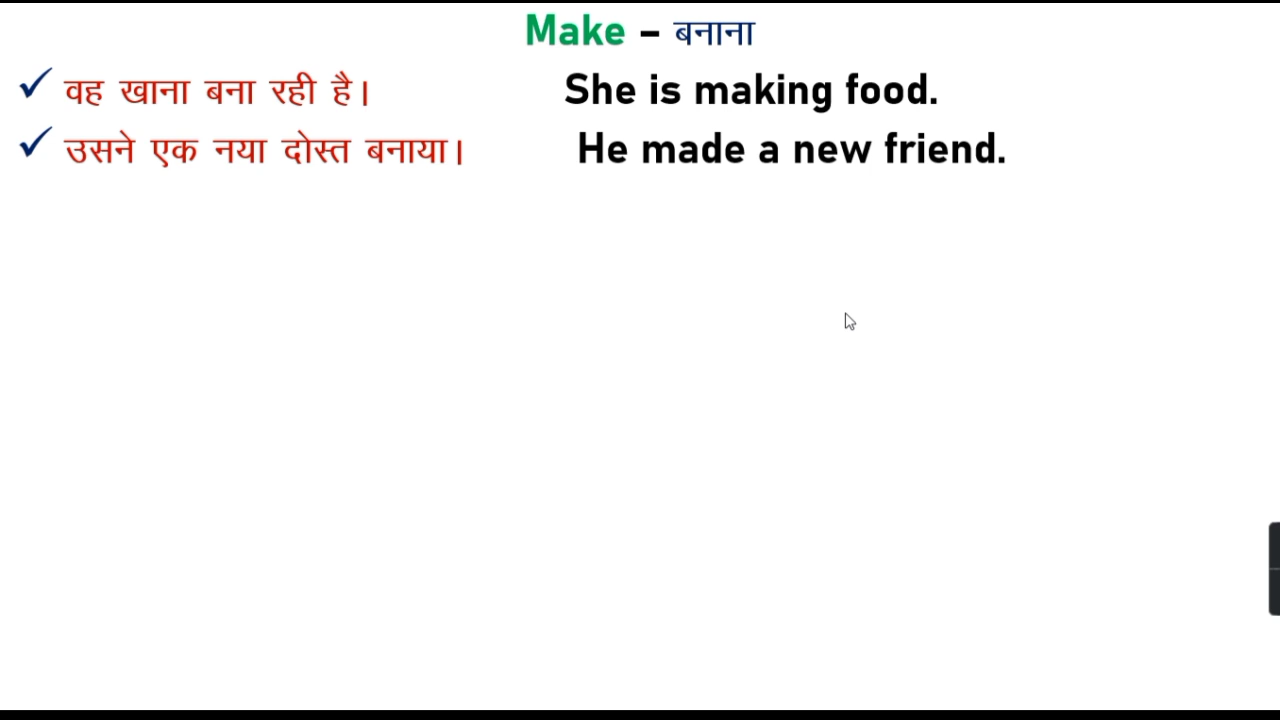 Make – बनाना
✓ वह खाना बना रही है। She is making food.
✓ उसने एक नया दोस्त बनाया। He made a new friend.